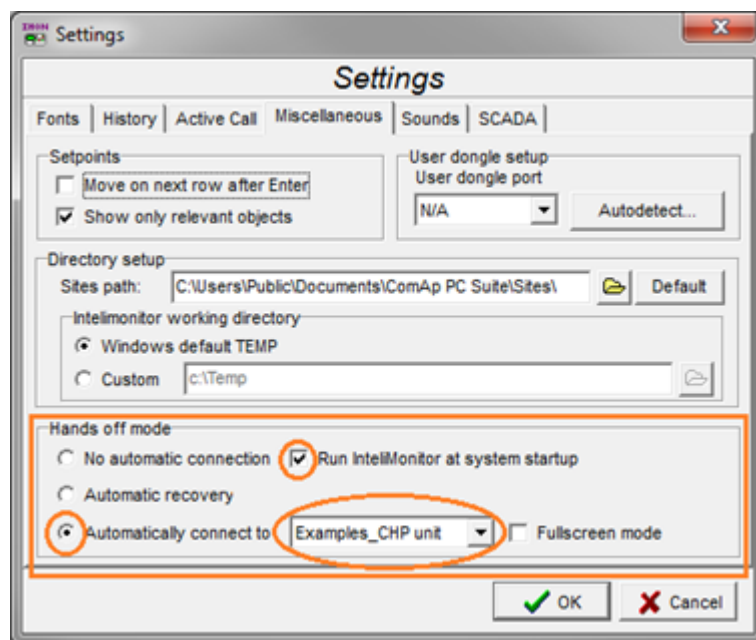 IMON
Settings
Settings
Fonts History Active Call Miscellaneous Sounds SCADA
Setpoints
Move on next row after Enter
Show only relevant objects
User dongle setup
User dongle port
N/A
Autodetect...
Directory setup
Sites path: C:\Users\Public\Documents\ComAp PC Suite\Sites\ Default
Intelimonitor working directory
Windows default TEMP
Custom c:\Temp
Hands off mode
No automatic connection Run InteliMonitor at system startup
Automatic recovery
Automatically connect to Examples_CHP unit Fullscreen mode
OK Cancel